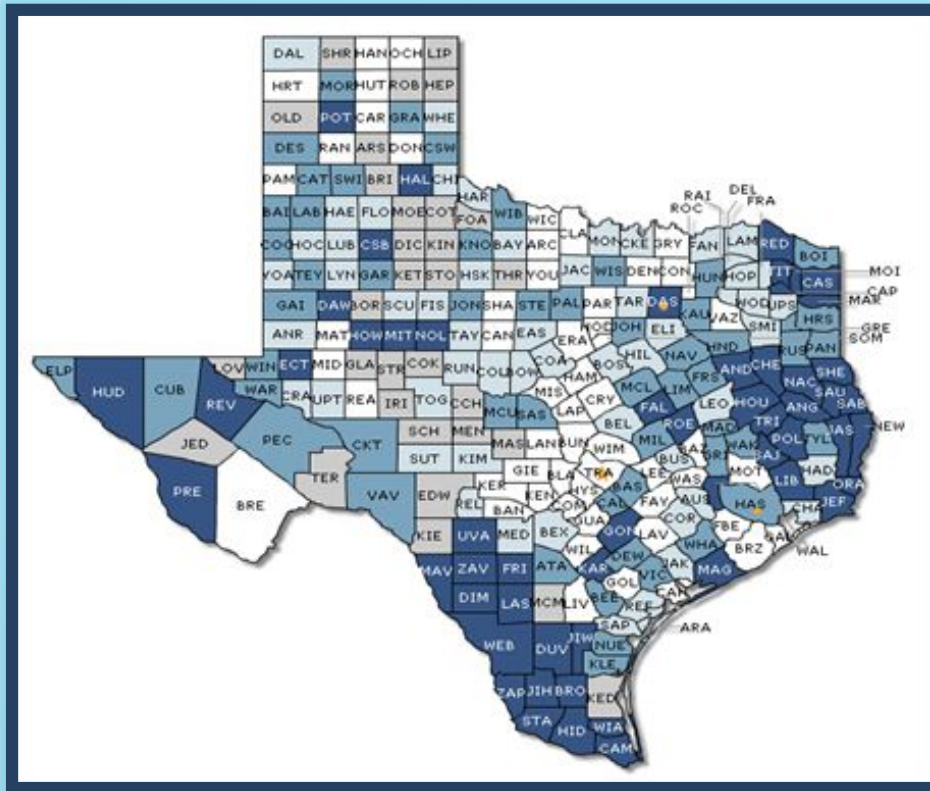 DAL SHR HAN OCH LIP
HRT MOR HUT ROB HEP
OLD POT CAR GRA WHE
DES RAN ARS DON CSW
PAM CAT SWI BRI HAL CHI
HAR
RAI DEL
ROC FRA
BAI LAB HAE FLO MOE COT FOA WIB WIC CLA MON CKE GRY FAN LAM RED BOI
COC HOC LUB CSB DIC KIN KNO BAY ARC
YOA TEY LYN GAR KET STO HSK THR YOU JAC WIS DEN CON HUN HOP TIT CAS MOI
CAP
GAI DAW BOR SCU FIS JON SHA STE PAL PAR TAR DAS KAU VAZ WOD UPS MAR
HRS GRE
ANR MAT HOW MIT NOL TAY CAN EAS ERA HOD JOH ELI SMI SOM
HND RUS PAN
ELP HUD CUB REV LOV WIN ECT MID GLA STR COK RUN COL BOW COA BOS HIL NAV AND CHE SHE
WAR CRA UPT REA IRI TOG CCH MCU SAS MIS HAM MCL LIM FRS NAC SAU SAB
LAP CRY FAL LEO HOU ANG
JED PEC CKT SCH MEN MAS LAN BUN BEL ROE MAD TRI JAS NEW
SUT KIM WIM MIL BUS BAZ GRI WAK POL TYL
TER GIE BLA TRA LEE WAS MOT SAJ HAD
PRE BRE VAV EDW REL KER KEN HYS BAS AUS LIB ORA
BAN COM CAL FAY HAS CHA JEF
GUA COR
KIE UVA MED BEX GON LAV FBE GAL WAL
WIL WHA BRZ
MAV ZAV FRI ATA KAR DEW JAK MAG
VIC
DIM LAS MCM LIV BEE GOL CAH
REF
SAP ARA
WEB DUV JIW NUE
KLE
ZAP JIH BRO KED
STA HID WIA
CAM